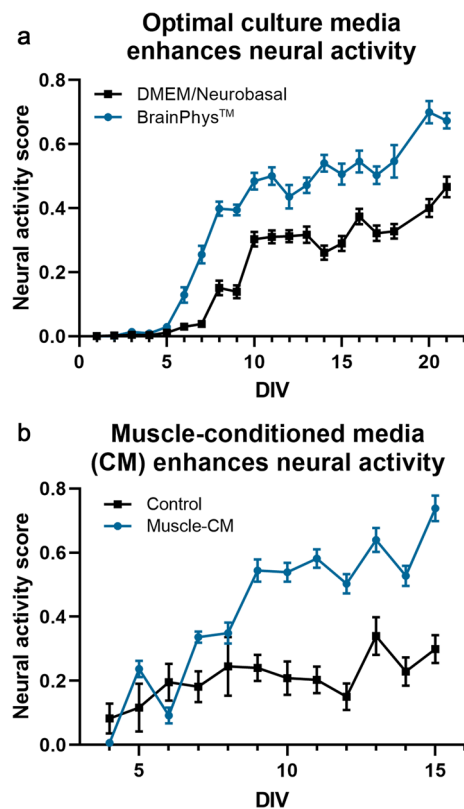 a
Optimal culture media
enhances neural activity
0.8
0.6
0.4
0.2
0.0
Neural activity score
DMEM/Neurobasal
BrainPhys™
5
10
15
20
DIV
b
Muscle-conditioned media
(CM) enhances neural activity
0.8
0.6
0.4
0.2
0.0
Neural activity score
Control
Muscle-CM
5
10
15
DIV